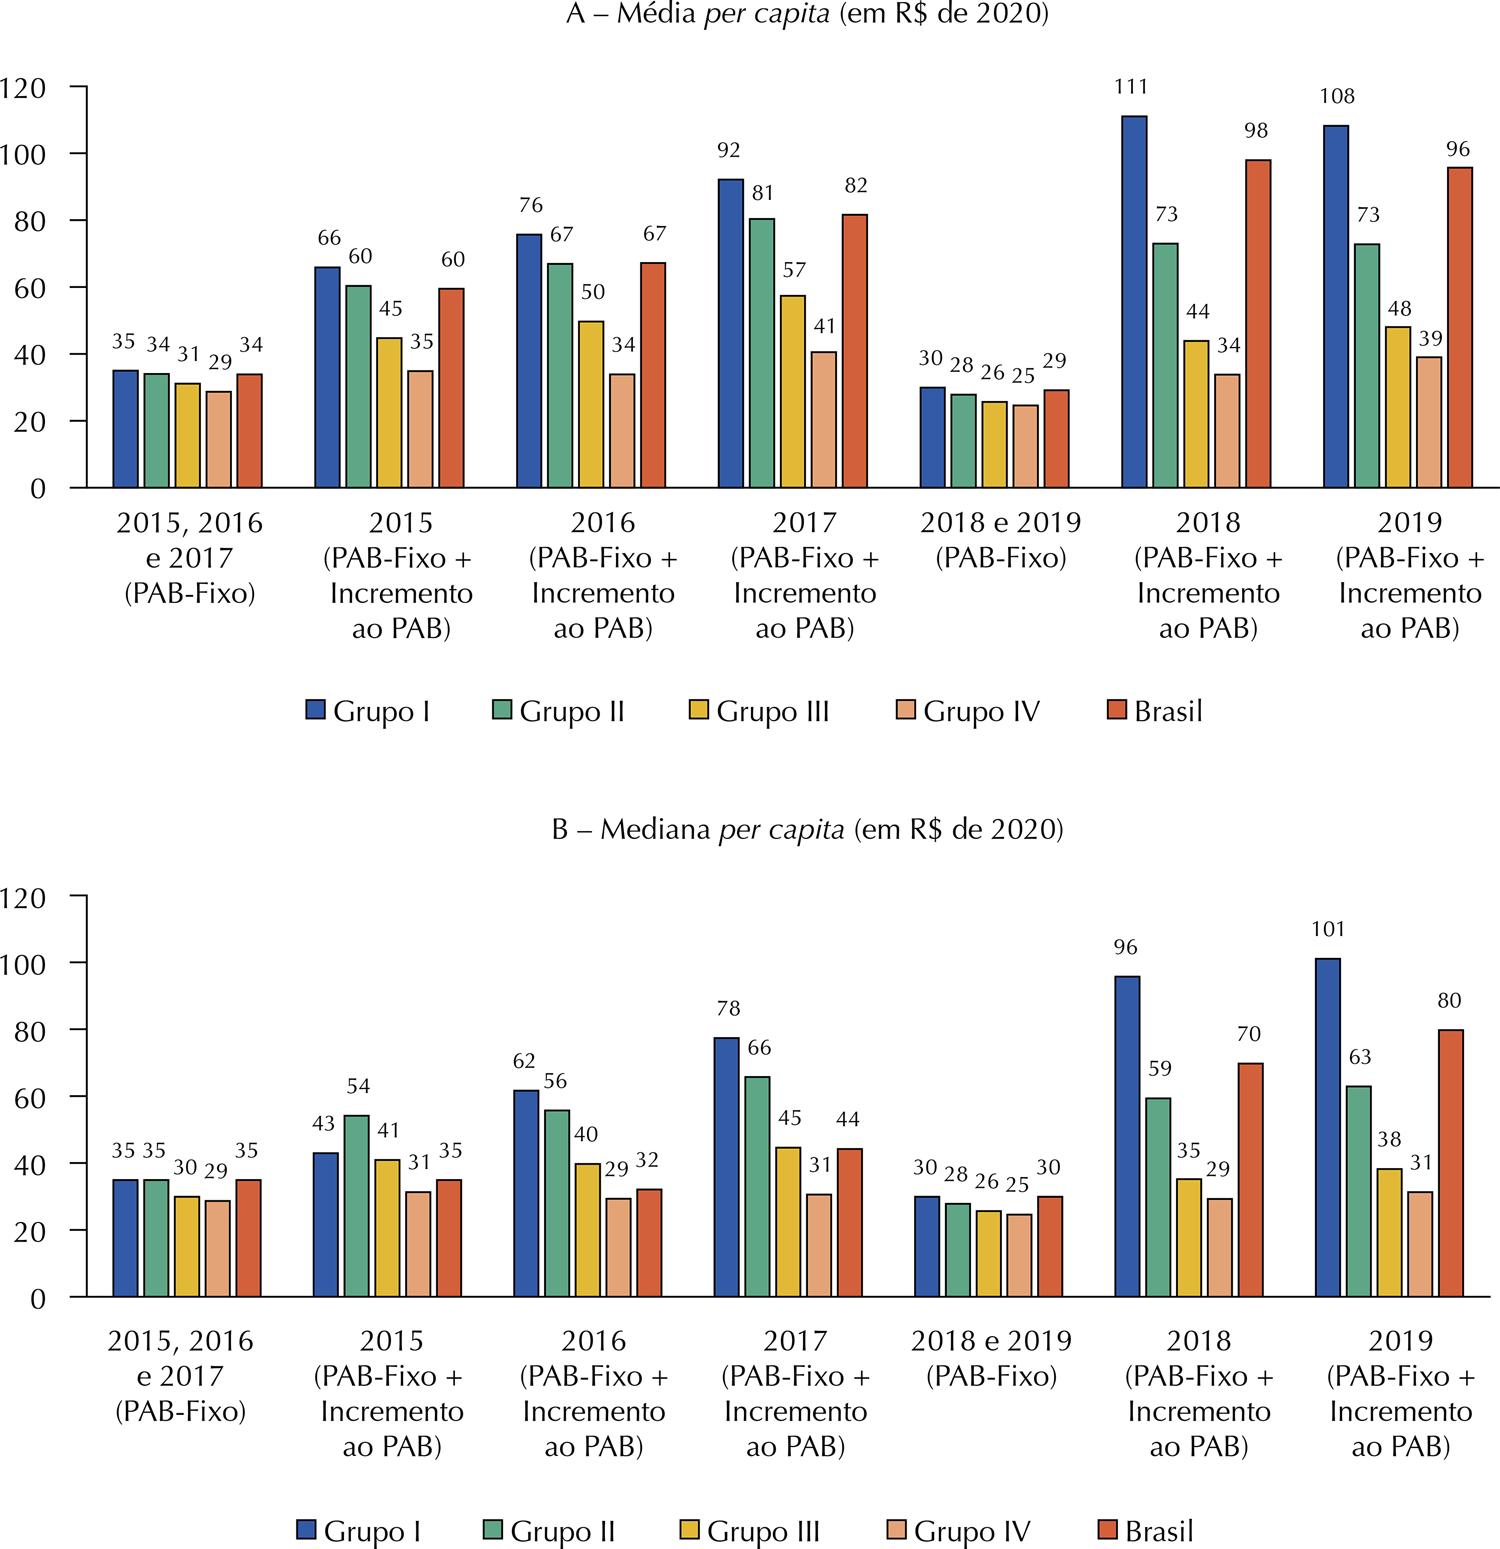 A – Média per capita (em R$ de 2020)
120
100
80
60
40
20
0
35 34 31 29 34
66 60 45 35 60
76 67 50 34 67
92 81 57 41 82
30 28 26 25 29
111 73 44 34 98
108 73 48 39 96
2015, 2016
e 2017
(PAB-Fixo)
2015
(PAB-Fixo +
Incremento
ao PAB)
2016
(PAB-Fixo +
Incremento
ao PAB)
2017
(PAB-Fixo +
Incremento
ao PAB)
2018 e 2019
(PAB-Fixo)
2018
(PAB-Fixo +
Incremento
ao PAB)
2019
(PAB-Fixo +
Incremento
ao PAB)
Grupo I Grupo II Grupo III Grupo IV Brasil
B – Mediana per capita (em R$ de 2020)
120
100
80
60
40
20
0
35 35 30 29 35
43 54 41 31 35
62 56 40 29 32
78 66 45 31 44
30 28 26 25 30
96 59 35 29 70
101 63 38 31 80
2015, 2016
e 2017
(PAB-Fixo)
2015
(PAB-Fixo +
Incremento
ao PAB)
2016
(PAB-Fixo +
Incremento
ao PAB)
2017
(PAB-Fixo +
Incremento
ao PAB)
2018 e 2019
(PAB-Fixo)
2018
(PAB-Fixo +
Incremento
ao PAB)
2019
(PAB-Fixo +
Incremento
ao PAB)
Grupo I Grupo II Grupo III Grupo IV Brasil